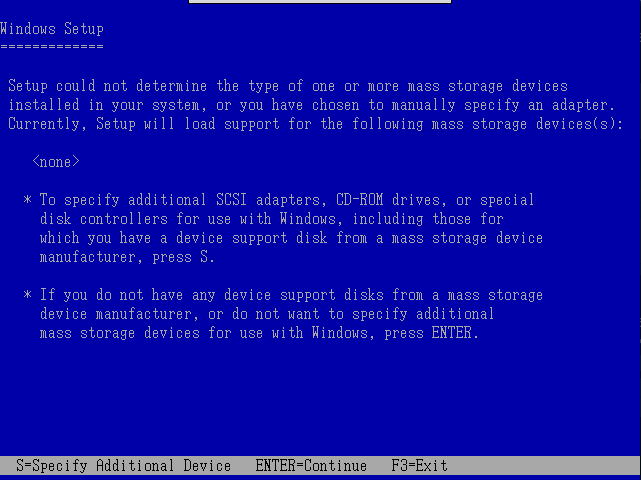 Windows Setup
=============
Setup could not determine the type of one or more mass storage devices
installed in your system, or you have chosen to manually specify an adapter.
Currently, Setup will load support for the following mass storage devices(s):
<none>
* To specify additional SCSI adapters, CD-ROM drives, or special
disk controllers for use with Windows, including those for
which you have a device support disk from a mass storage device
manufacturer, press S.
* If you do not have any device support disks from a mass storage
device manufacturer, or do not want to specify additional
mass storage devices for use with Windows, press ENTER.
S=Specify Additional Device ENTER=Continue F3=Exit